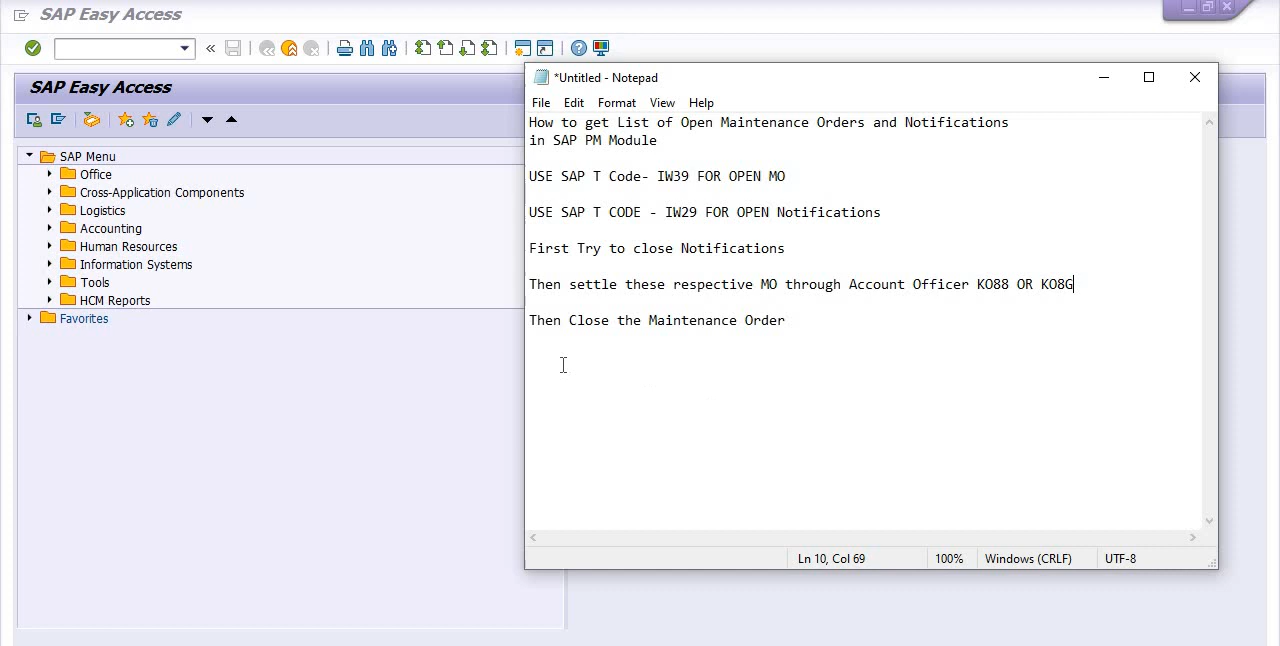 SAP Easy Access
SAP Easy Access
SAP Menu
Office
Cross-Application Components
Logistics
Accounting
Human Resources
Information Systems
Tools
HCM Reports
Favorites
*Untitled - Notepad
File Edit Format View Help
How to get List of Open Maintenance Orders and Notifications
in SAP PM Module
USE SAP T Code- IW39 FOR OPEN MO
USE SAP T CODE - IW29 FOR OPEN Notifications
First Try to close Notifications
Then settle these respective MO through Account Officer KO88 OR KO8G
Then Close the Maintenance Order
Ln 10, Col 69 100% Windows (CRLF) UTF-8